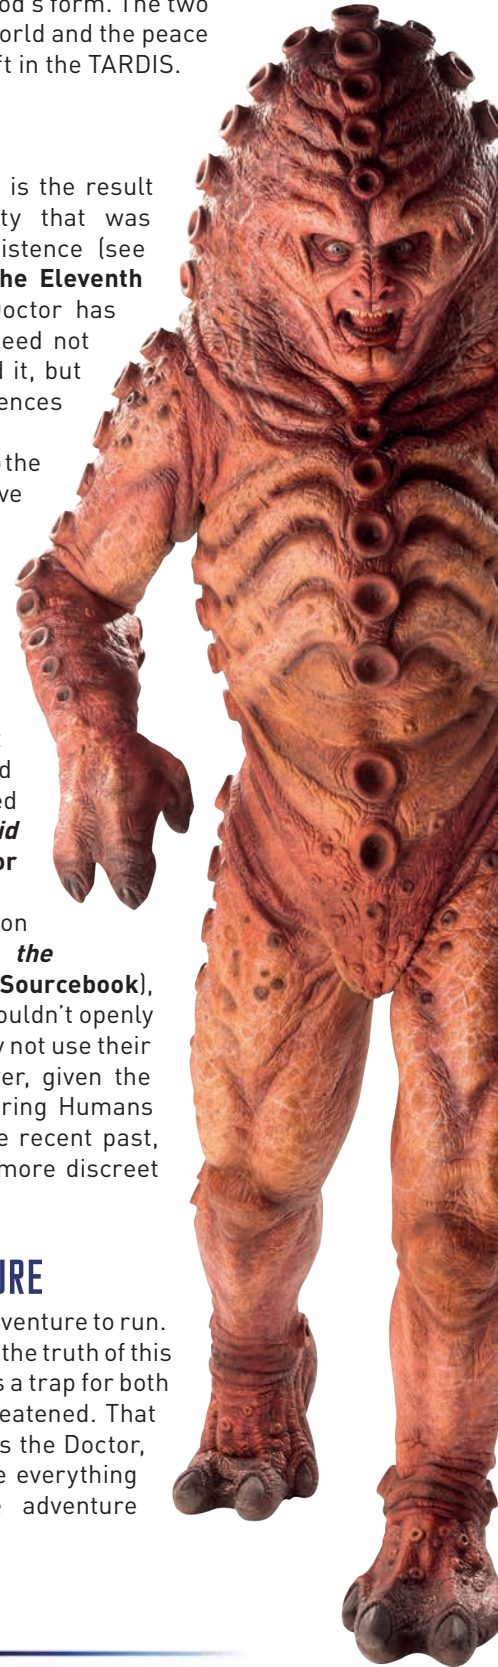 od's form. The two
orld and the peace
ft in the TARDIS.
is the result
ty that was
istence (see
he Eleventh
octor has
eed not
d it, but
ences
the
ve
d
ed
id
or
on
the
Sourcebook),
ouldn't openly
y not use their
er, given the
ring Humans
e recent past,
more discreet
URE
venture to run.
the truth of this
s a trap for both
eatened. That
s the Doctor,
e everything
e adventure